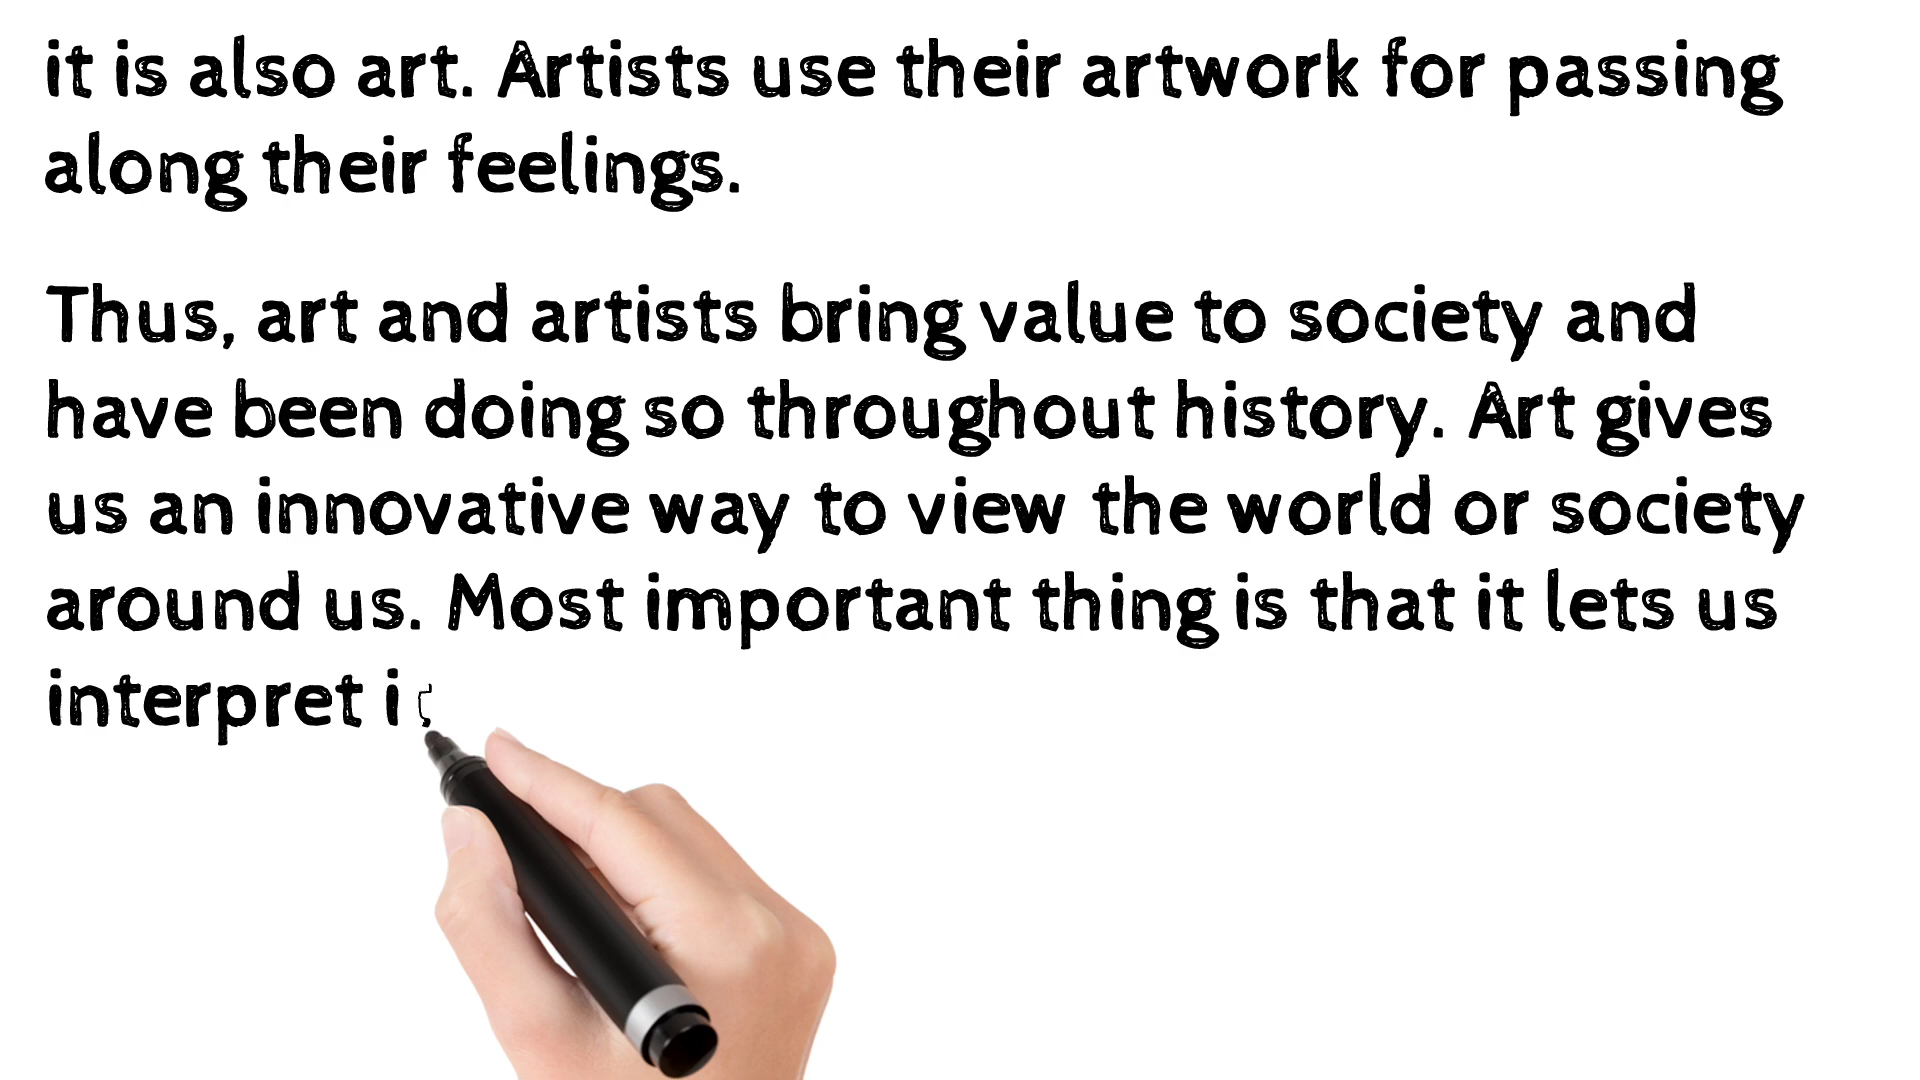 it is also art. Artists use their artwork for passing
along their feelings.
Thus, art and artists bring value to society and
have been doing so throughout history. Art gives
us an innovative way to view the world or society
around us. Most important thing is that it lets us
interpret i